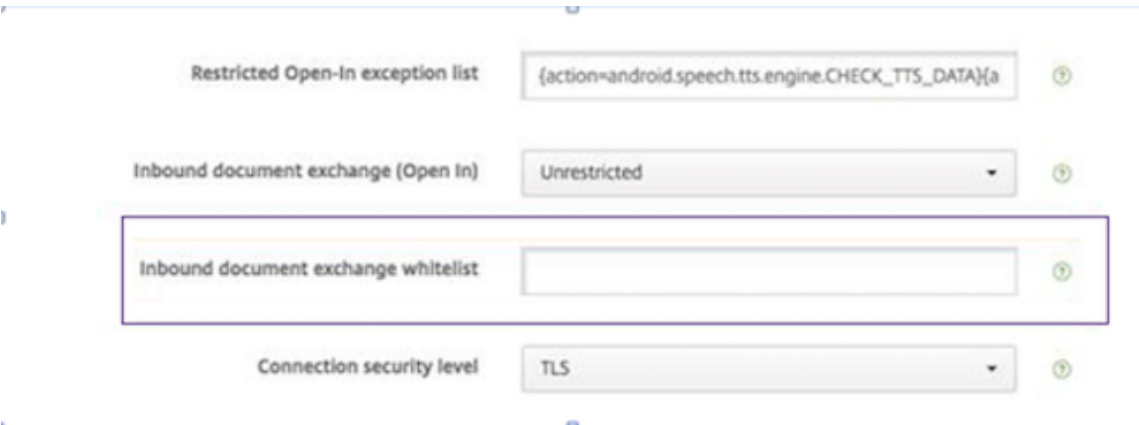 Restricted Open-In exception list {action=android.speech.tts.engine.CHECK_TTS_DATA}{a
Inbound document exchange (Open In) Unrestricted
Inbound document exchange whitelist
Connection security level TLS